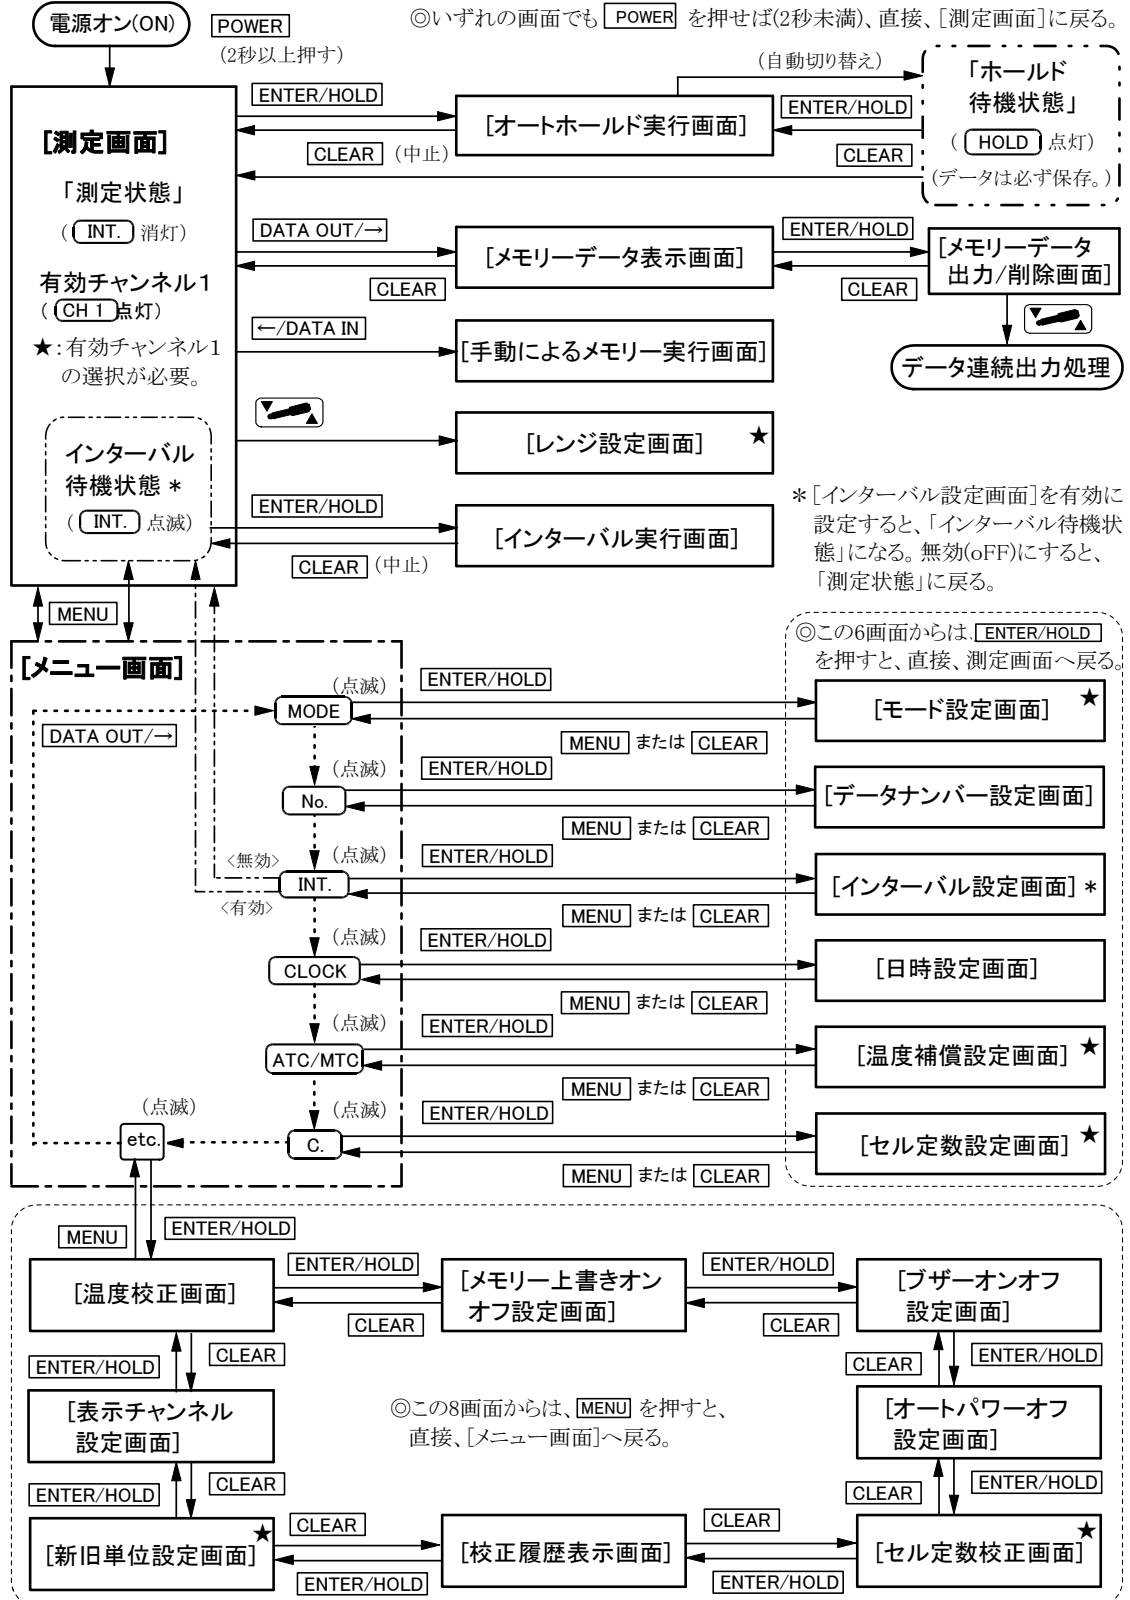 電源オン(ON)
POWER
(2秒以上押す)
◎いずれの画面でも POWER を押せば(2秒未満)、直接、[測定画面]に戻る。
[測定画面]
「測定状態」
( INT. 消灯)
有効チャンネル1
( CH 1 点灯)
★:有効チャンネル1
の選択が必要。
インターバル
待機状態 *
( INT. 点滅)
ENTER/HOLD
CLEAR (中止)
[オートホールド実行画面]
(自動切り替え)
ENTER/HOLD
CLEAR
「ホールド
待機状態」
( HOLD 点灯)
(データは必ず保存。)
DATA OUT/→
CLEAR
[メモリーデータ表示画面]
ENTER/HOLD
CLEAR
[メモリーデータ
出力/削除画面]
データ連続出力処理
←/DATA IN
[手動によるメモリー実行画面]
[レンジ設定画面] ★
ENTER/HOLD
CLEAR (中止)
[インターバル実行画面]
*[インターバル設定画面]を有効に
設定すると、「インターバル待機状
態」になる。無効(oFF)にすると、
「測定状態」に戻る。
MENU
[メニュー画面]
DATA OUT/→
◎この6画面からは、ENTER/HOLD
を押すと、直接、測定画面へ戻る。
(点滅)
MODE
ENTER/HOLD
MENU または CLEAR
[モード設定画面] ★
(点滅)
No.
ENTER/HOLD
MENU または CLEAR
[データナンバー設定画面]
<無効>
<有効>
(点滅)
INT.
ENTER/HOLD
MENU または CLEAR
[インターバル設定画面] *
(点滅)
CLOCK
ENTER/HOLD
MENU または CLEAR
[日時設定画面]
(点滅)
ATC/MTC
ENTER/HOLD
MENU または CLEAR
[温度補償設定画面] ★
(点滅)
C.
ENTER/HOLD
MENU または CLEAR
[セル定数設定画面] ★
(点滅)
etc.
MENU
ENTER/HOLD
[温度校正画面]
ENTER/HOLD
CLEAR
[メモリー上書きオン
オフ設定画面]
ENTER/HOLD
CLEAR
[ブザーオンオフ
設定画面]
ENTER/HOLD
CLEAR
CLEAR
ENTER/HOLD
[表示チャンネル
設定画面]
◎この8画面からは、MENU を押すと、
直接、[メニュー画面]へ戻る。
[オートパワーオフ
設定画面]
ENTER/HOLD
CLEAR
CLEAR
ENTER/HOLD
[新旧単位設定画面] ★
CLEAR
ENTER/HOLD
[校正履歴表示画面]
CLEAR
ENTER/HOLD
[セル定数校正画面] ★